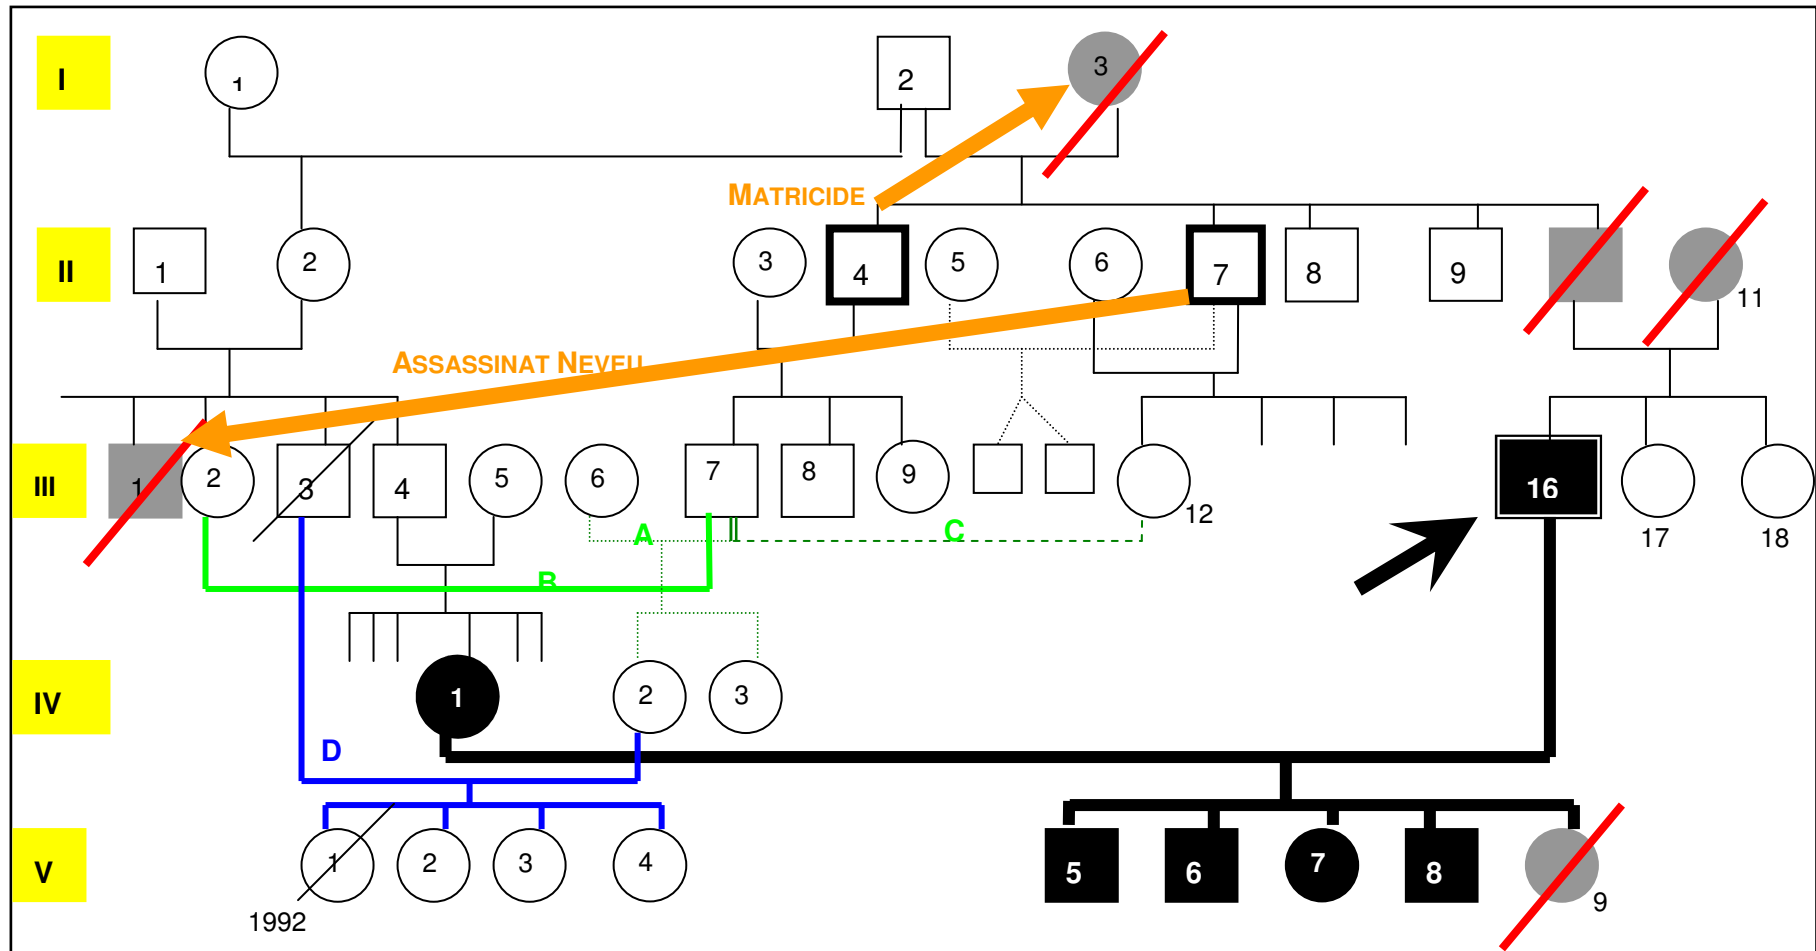 I 1 2 3
MATRICIDE
II 1 2 3 4 5 6 7 8 9 11
ASSASSINAT NEVEU
III 1 2 3 4 5 6 7 8 9 12 16 17 18
A C
B
IV 1 2 3
D
V 1 2 3 4 5 6 7 8 9
1992